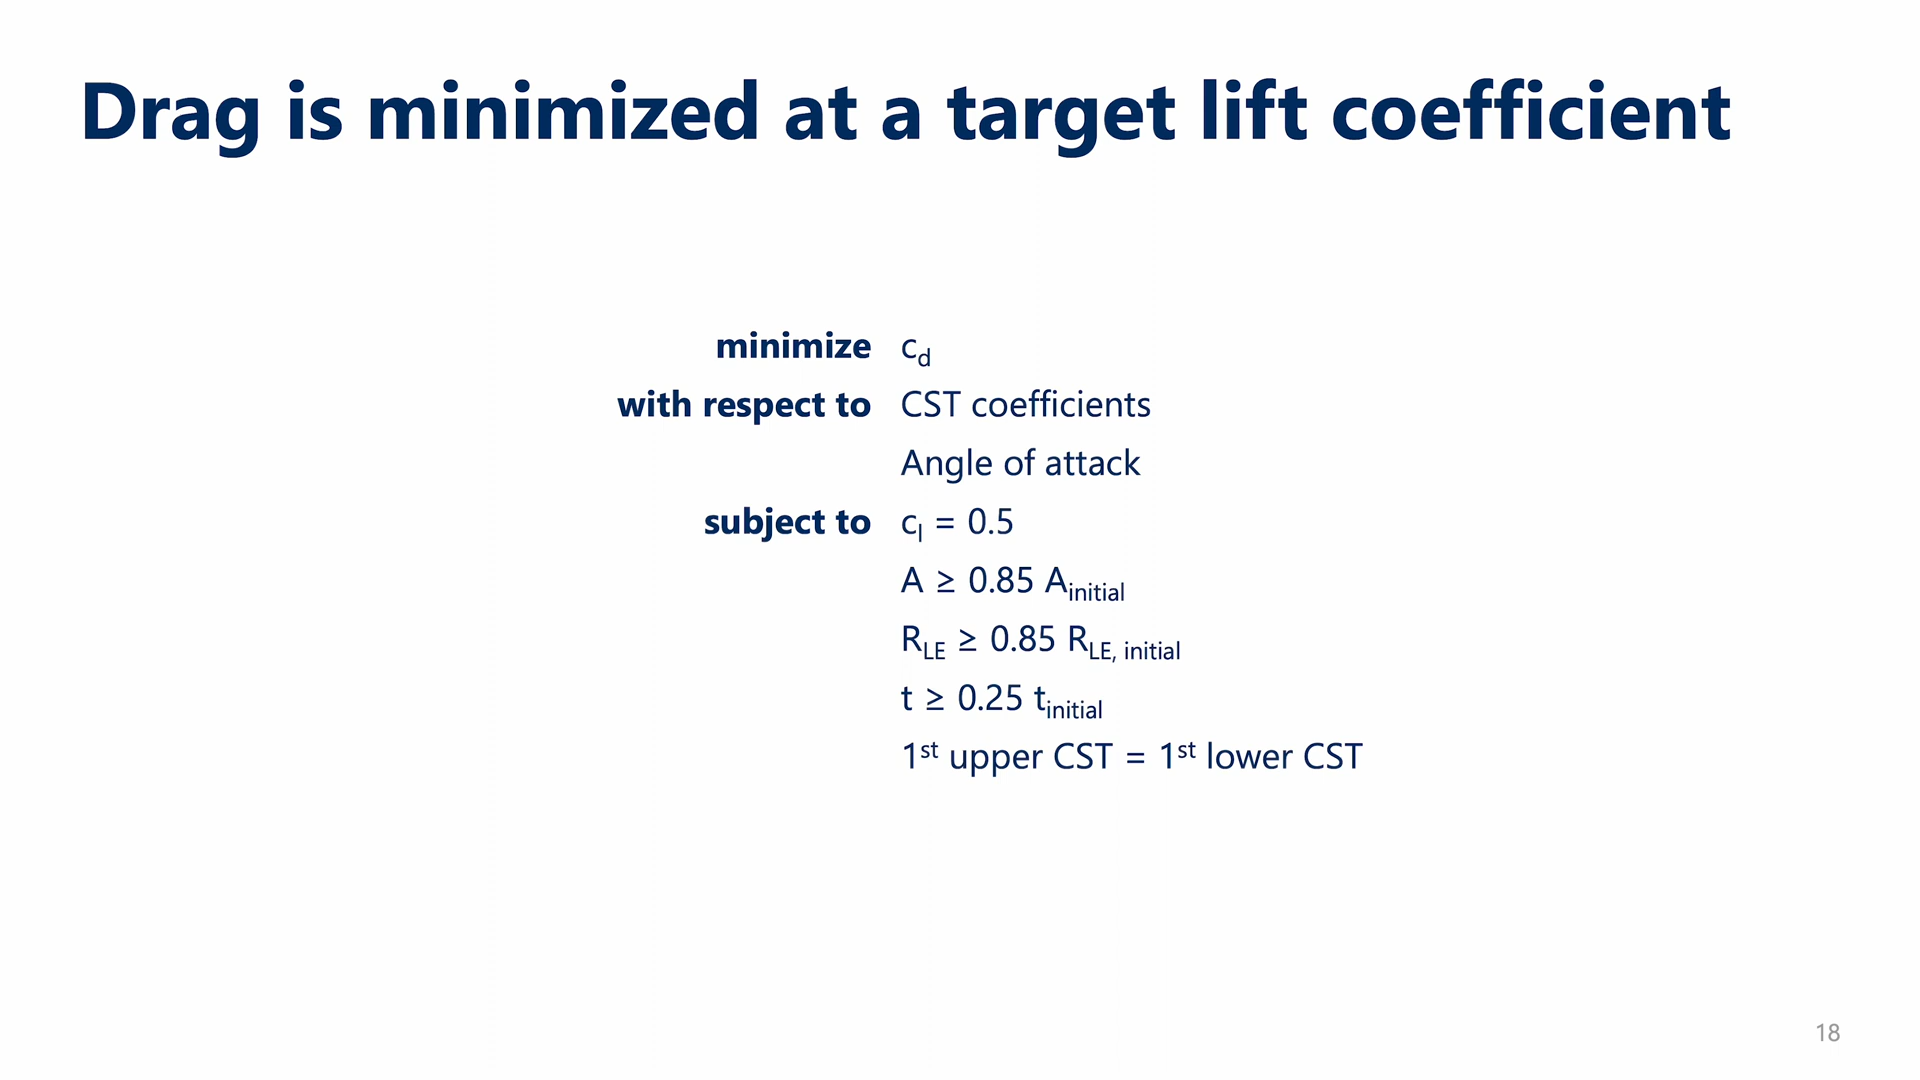 Drag is minimized at a target lift coefficient
minimize c_d
with respect to CST coefficients
Angle of attack
subject to c_l = 0.5
A ≥ 0.85 A_initial
R_LE ≥ 0.85 R_LE, initial
t ≥ 0.25 t_initial
1st upper CST = 1st lower CST
18